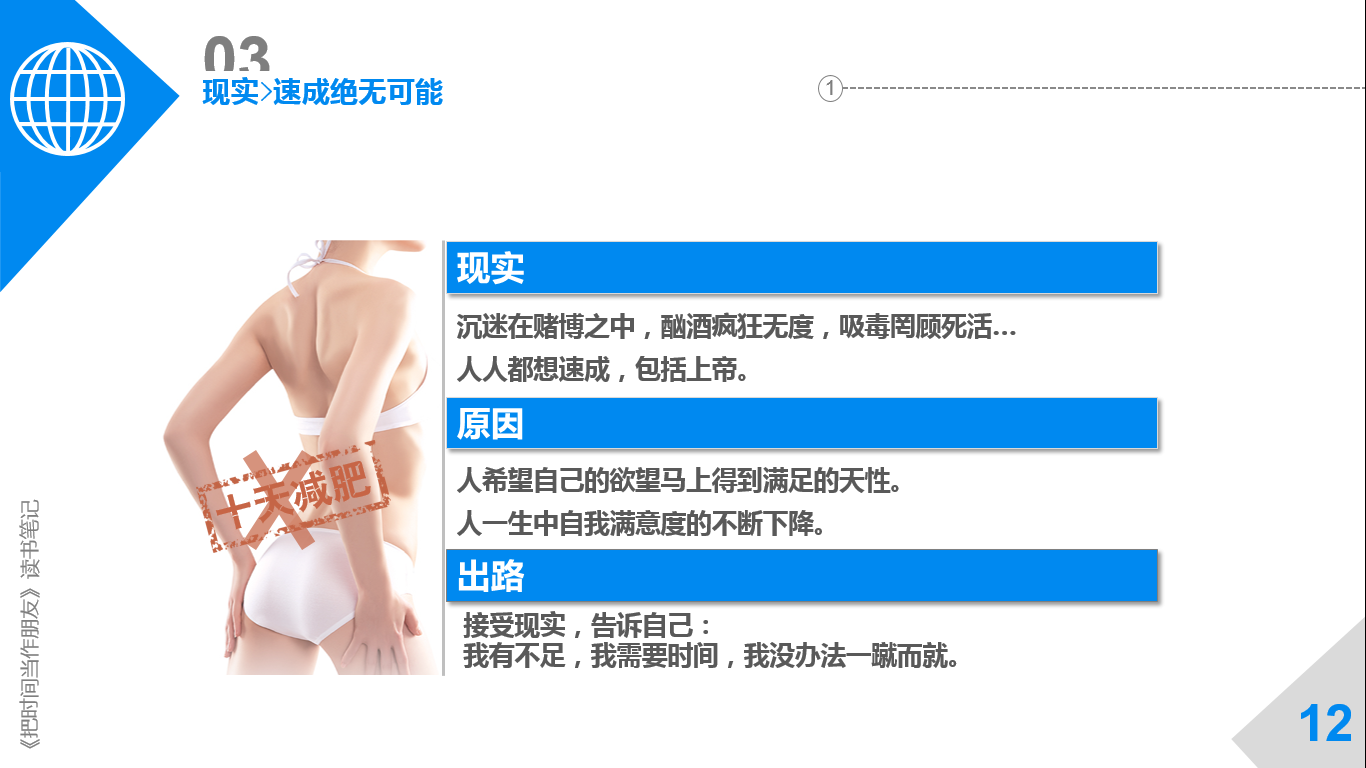 03
现实>速成绝无可能
1
现实
沉迷在赌博之中，酗酒疯狂无度，吸毒罔顾死活…
人人都想速成，包括上帝。
原因
人希望自己的欲望马上得到满足的天性。
人一生中自我满意度的不断下降。
出路
接受现实，告诉自己：
我有不足，我需要时间，我没办法一蹴而就。
十天减肥
《把时间当作朋友》读书笔记
12